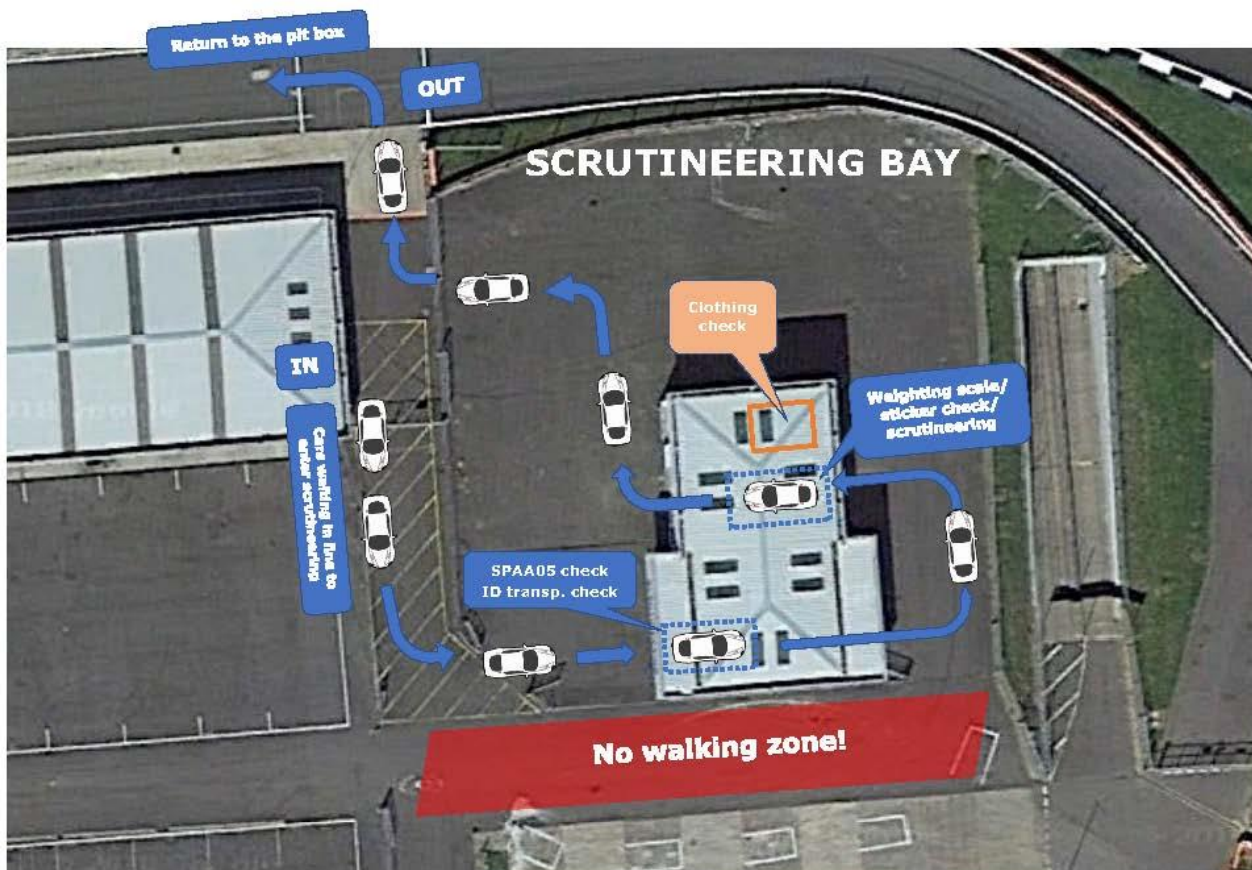 Return to the pit box
OUT
SCRUTINEERING BAY
Clothing
check
IN
Weighting scale/
sticker check/
scrutineering
Cars walking in line to
enter scrutineering
SPAA05 check
ID transp. check
No walking zone!